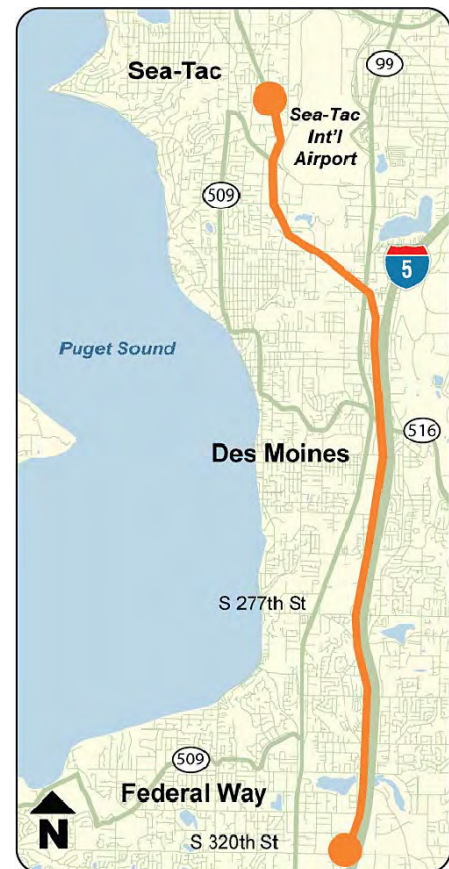 Sea-Tac
99
Sea-Tac
Int'l
Airport
509
5
Puget Sound
516
Des Moines
S 277th St
509
Federal Way
N
S 320th St